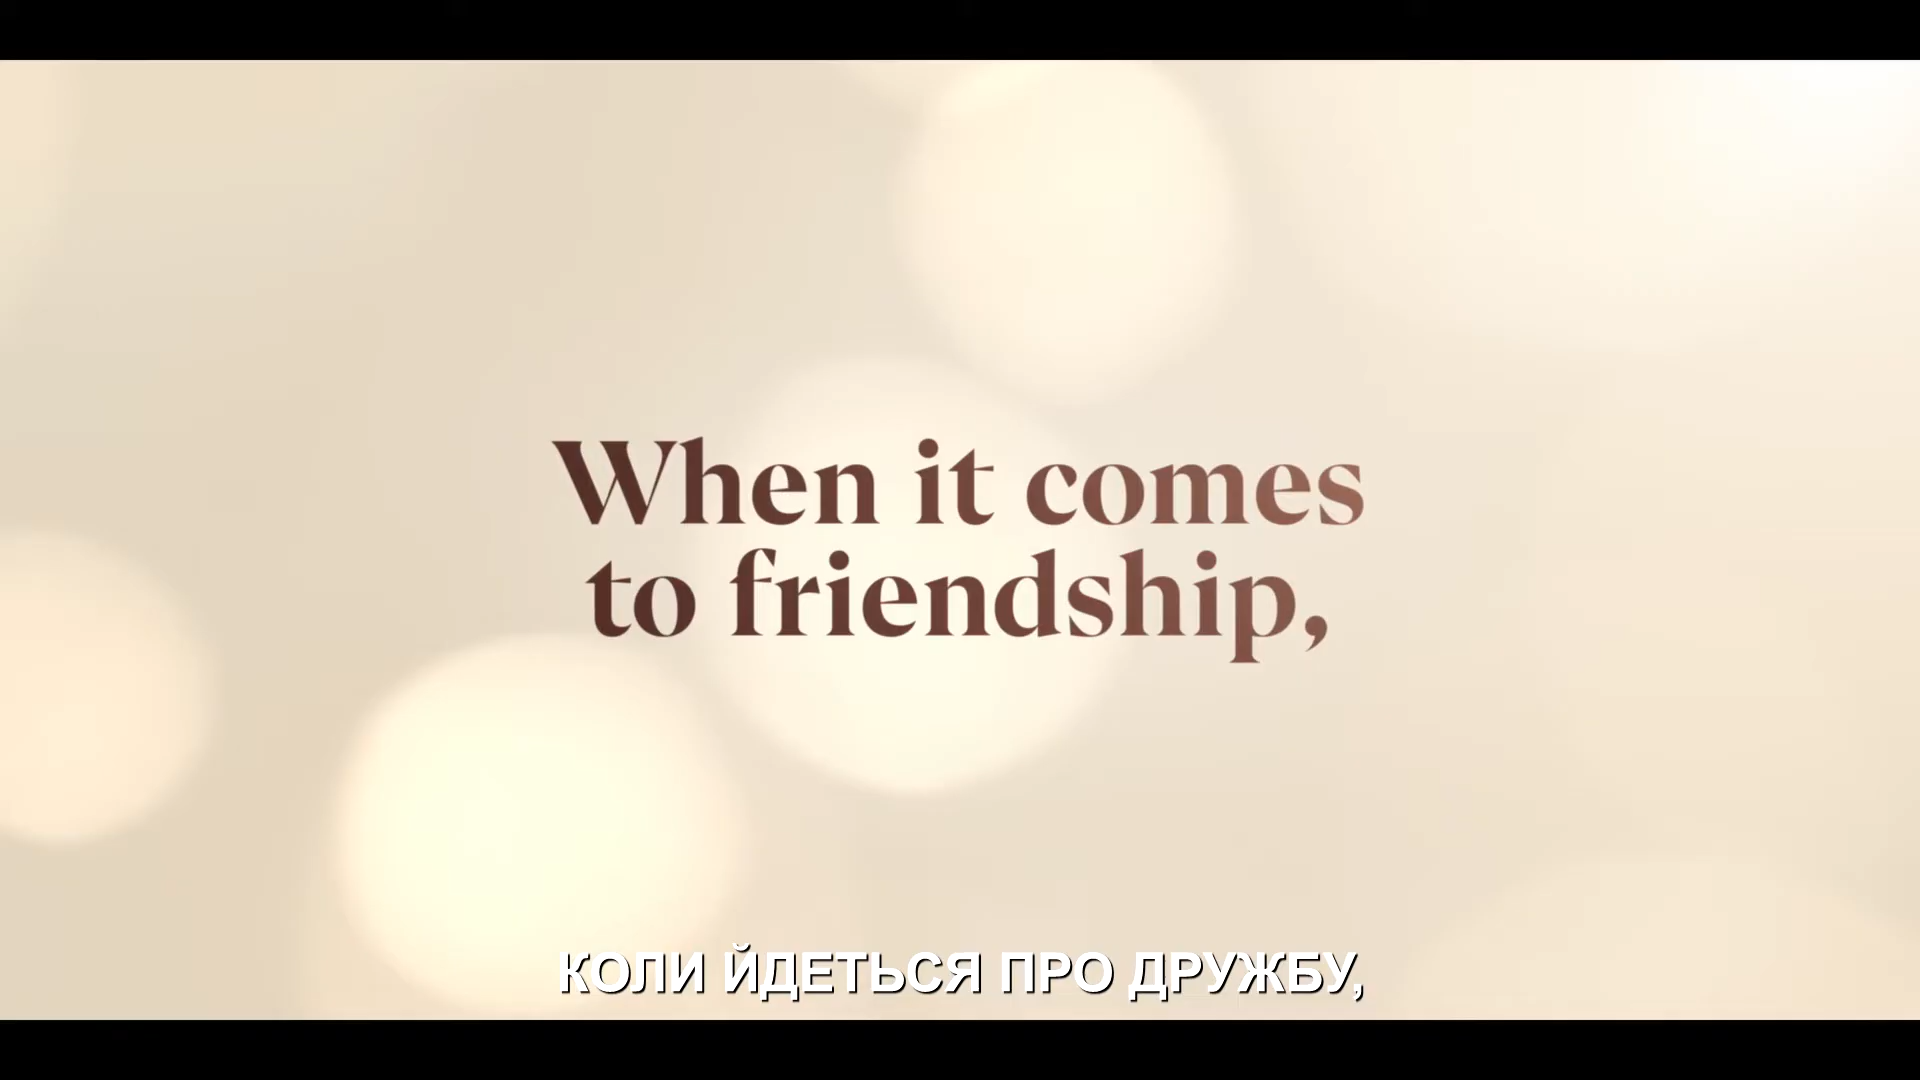 When it comes
to friendship,
КОЛИ ЙДЕТЬСЯ ПРО ДРУЖБУ,